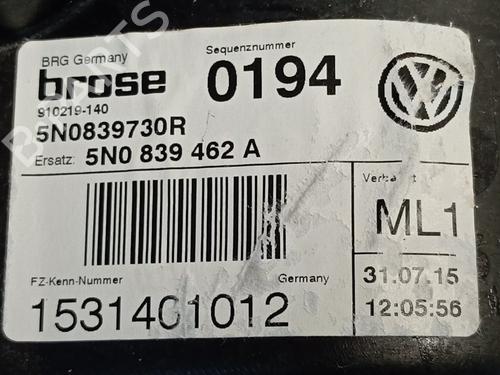 BRG Germany
Sequenznummer
brose
0194
910219-140
5N0839730R
Ersatz: 5N0 839 462 A
ML1
FZ-Kenn-Nummer
Germany
31.07.15
1531401012
12:05:56